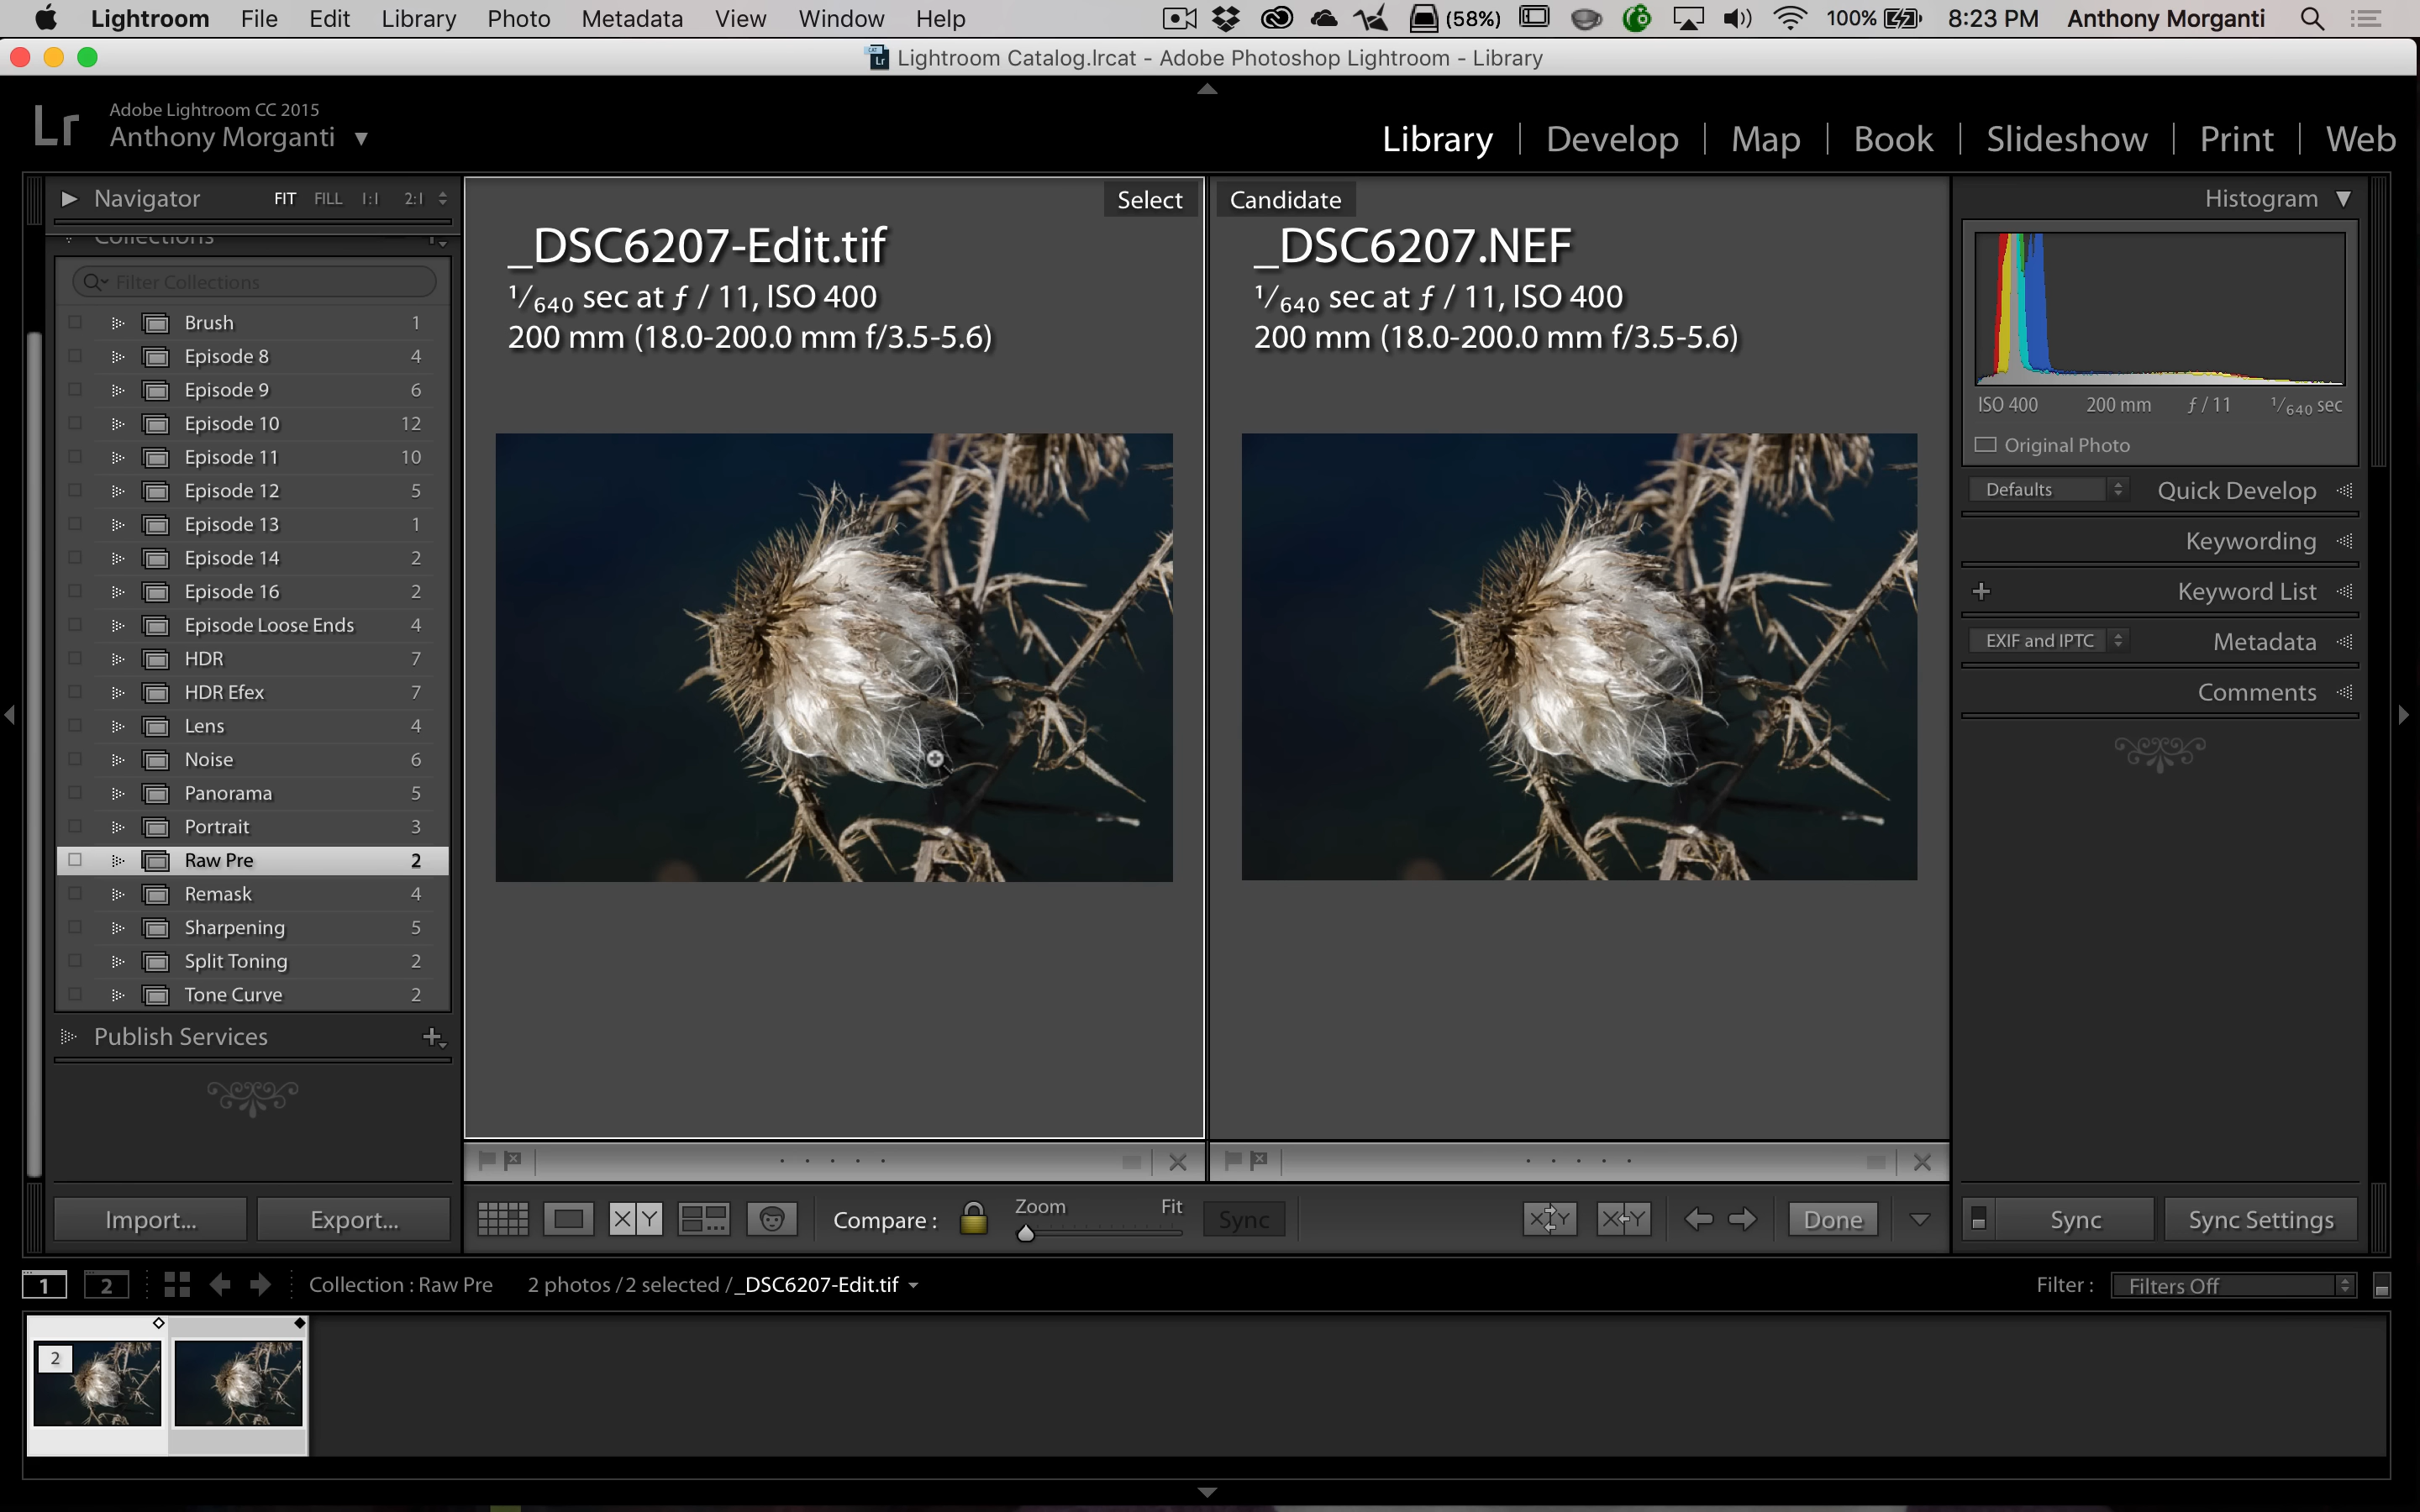 Lightroom File Edit Library Photo Metadata View Window Help (58%) 100% 8:23 PM Anthony Morganti
Lightroom Catalog.lrcat - Adobe Photoshop Lightroom - Library
Lr
Adobe Lightroom CC 2015
Anthony Morganti
Library | Develop | Map | Book | Slideshow | Print | Web
Navigator FIT FILL 1:1 2:1
Collections
Filter Collections
Brush 1
Episode 8 4
Episode 9 6
Episode 10 12
Episode 11 10
Episode 12 5
Episode 13 1
Episode 14 2
Episode 16 2
Episode Loose Ends 4
HDR 7
HDR Efex 7
Lens 4
Noise 6
Panorama 5
Portrait 3
Raw Pre 2
Remask 4
Sharpening 5
Split Toning 2
Tone Curve 2
Publish Services
Import... Export...
Select
_DSC6207-Edit.tif
1/640 sec at ƒ / 11, ISO 400
200 mm (18.0-200.0 mm f/3.5-5.6)
Candidate
_DSC6207.NEF
1/640 sec at ƒ / 11, ISO 400
200 mm (18.0-200.0 mm f/3.5-5.6)
Histogram
ISO 400 200 mm ƒ / 11 1/640 sec
Original Photo
Defaults Quick Develop
Keywording
Keyword List
EXIF and IPTC Metadata
Comments
X Y Compare : Zoom Fit Sync X Y X Y Done
Sync Sync Settings
1 2 Collection : Raw Pre 2 photos / 2 selected / _DSC6207-Edit.tif Filter : Filters Off
2